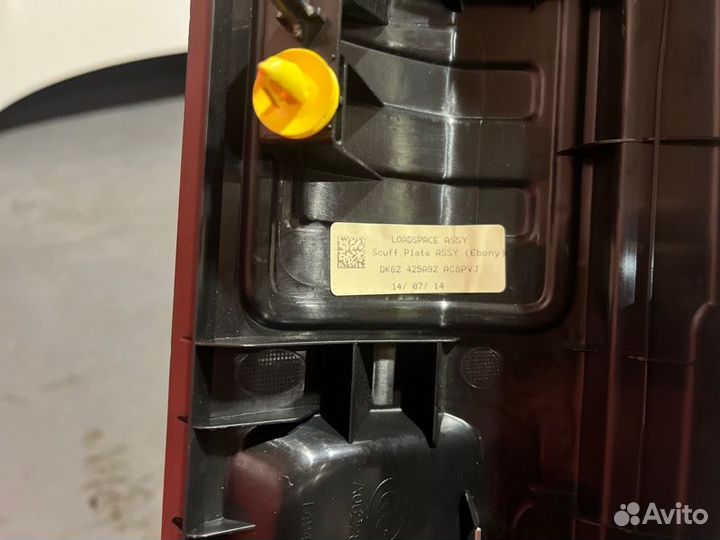 LOADSPACE ASSY
Scuff Plate ASSY (Ebony)
DK62 425A92 AC8PVJ
14/ 07/ 14
Avito